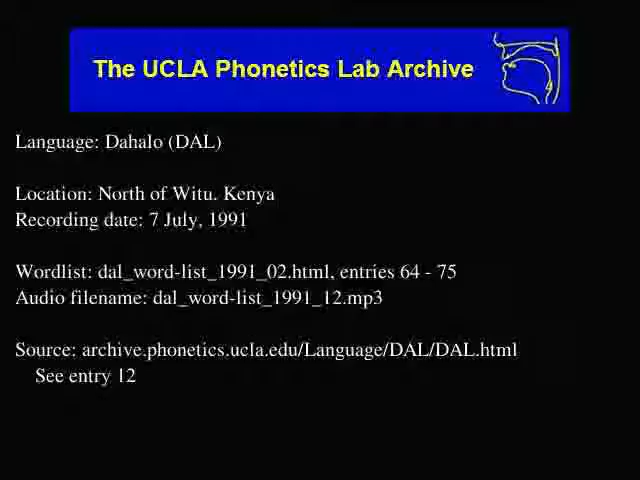 The UCLA Phonetics Lab Archive
Language: Dahalo (DAL)
Location: North of Witu. Kenya
Recording date: 7 July, 1991
Wordlist: dal_word-list_1991_02.html, entries 64 - 75
Audio filename: dal_word-list_1991_12.mp3
Source: archive.phonetics.ucla.edu/Language/DAL/DAL.html
See entry 12